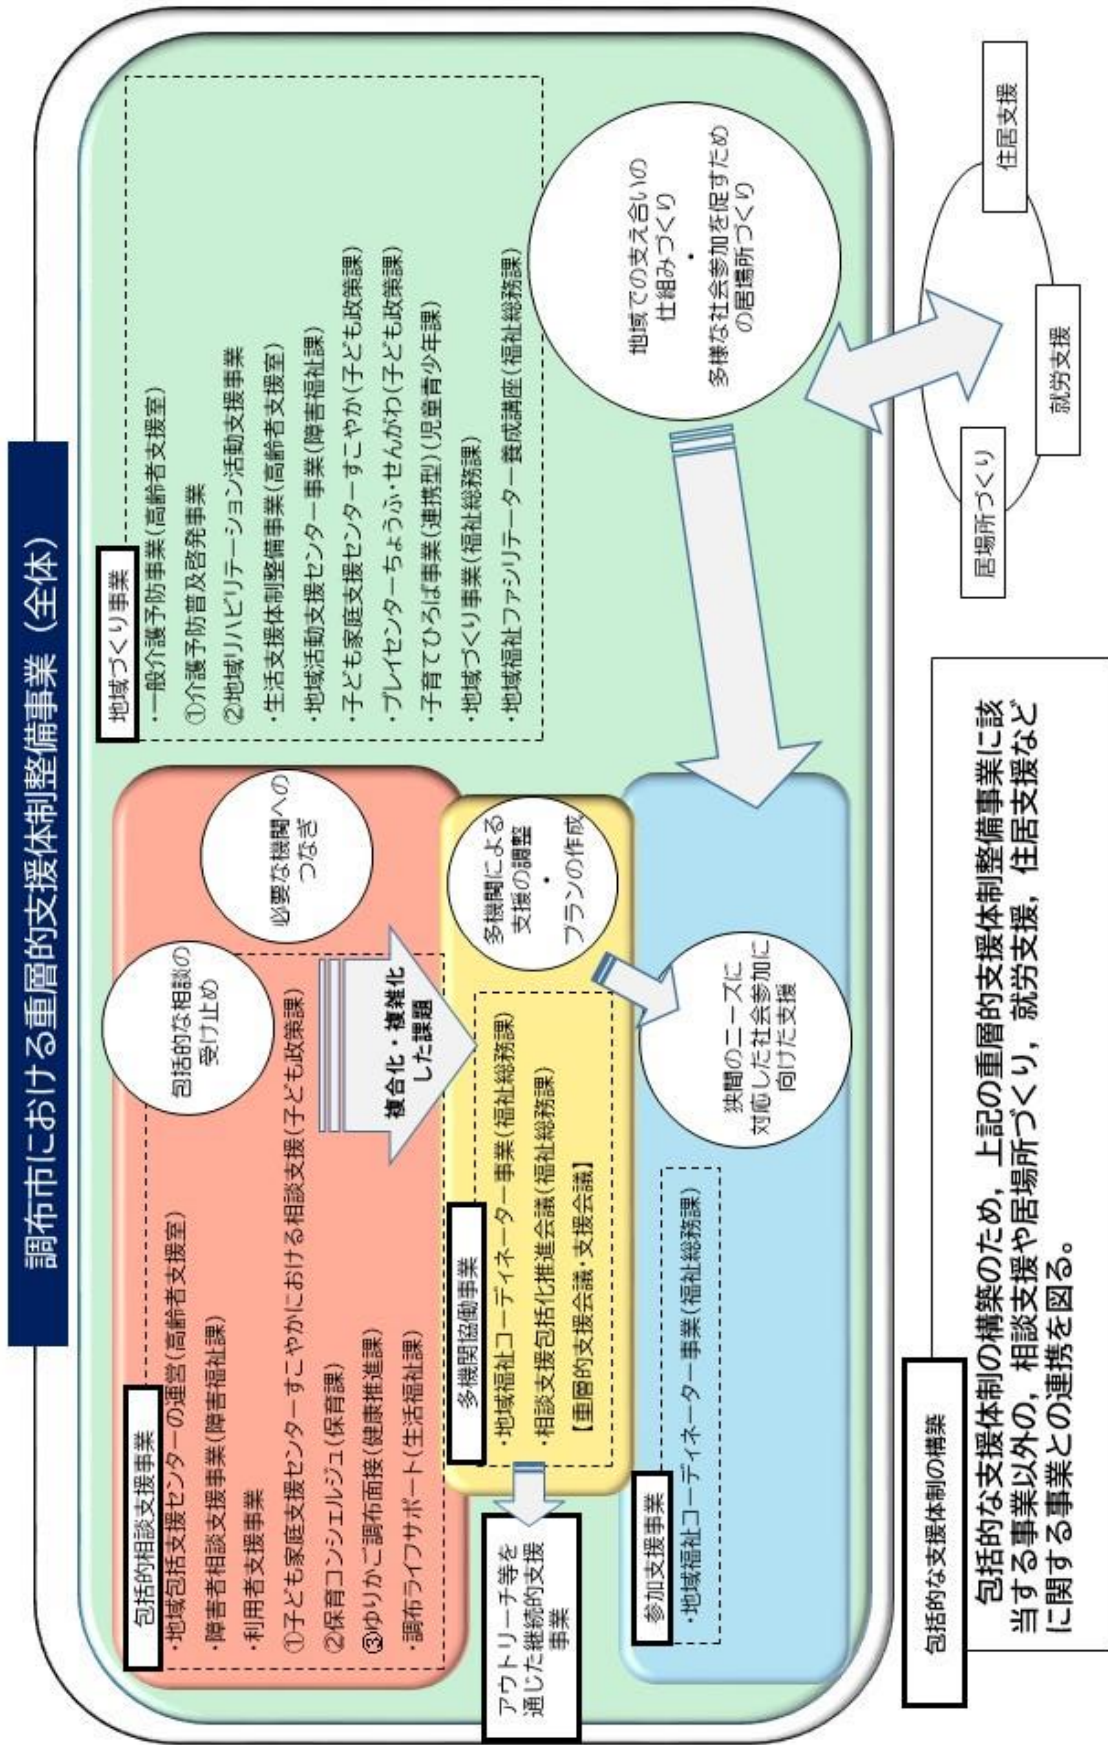 調布市における重層的支援体制整備事業（全体）
包括的相談支援事業
・地域包括支援センターの運営(高齢者支援室)
・障害者相談支援事業(障害福祉課)
・利用者支援事業
①子ども家庭支援センターすこやかにおける相談支援(子ども政策課)
②保育コンシェルジュ(保育課)
③ゆりかご調布面接(健康推進課)
・調布ライフサポート(生活福祉課)
包括的な相談の
受け止め
必要な機関への
つなぎ
複合化・複雑化
した課題
多機関協働事業
・地域福祉コーディネーター事業(福祉総務課)
・相談支援包括化推進会議(福祉総務課)
【重層的支援会議・支援会議】
多機関による
支援の調整
・
プランの作成
アウトリーチ等を
通じた継続的支援
事業
参加支援事業
・地域福祉コーディネーター事業(福祉総務課)
狭間のニーズに
対応した社会参加に
向けた支援
地域づくり事業
・一般介護予防事業(高齢者支援室)
①介護予防普及啓発事業
②地域リハビリテーション活動支援事業
・生活支援体制整備事業(高齢者支援室)
・地域活動支援センター事業(障害福祉課)
・子ども家庭支援センターすこやか(子ども政策課)
・プレイセンターちょうふ・せんがわ(子ども政策課)
・子育てひろば事業(連携型)(児童青少年課)
・地域づくり事業(福祉総務課)
・地域福祉ファシリテーター養成講座(福祉総務課)
地域での支え合いの
仕組みづくり
・
多様な社会参加を促すため
の居場所づくり
居場所づくり
就労支援
住居支援
包括的な支援体制の構築
包括的な支援体制の構築のため，上記の重層的支援体制整備事業に該
当する事業以外の，相談支援や居場所づくり，就労支援，住居支援など
に関する事業との連携を図る。